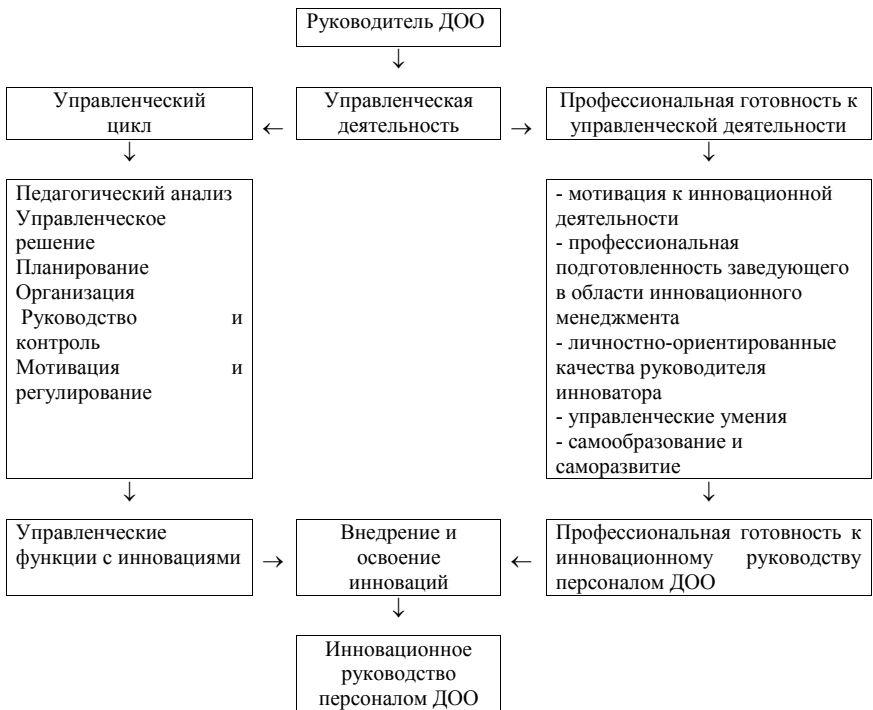 Руководитель ДОО
↓
Управленческий
цикл
←
Управленческая
деятельность
→
Профессиональная готовность к
управленческой деятельности
↓
↓
Педагогический анализ
Управленческое
решение
Планирование
Организация
Руководство и
контроль
Мотивация и
регулирование
- мотивация к инновационной
деятельности
- профессиональная
подготовленность заведующего
в области инновационного
менеджмента
- личностно-ориентированные
качества руководителя
инноватора
- управленческие умения
- самообразование и
саморазвитие
↓
↓
Управленческие
функции с инновациями
→
Внедрение и
освоение
инноваций
←
Профессиональная готовность к
инновационному руководству
персоналом ДОО
↓
Инновационное
руководство
персоналом ДОО